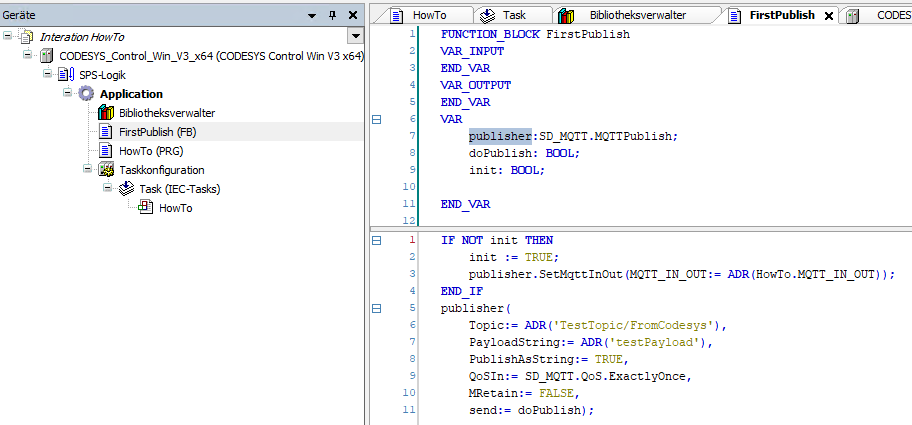 Geräte
Interation HowTo
CODESYS_Control_Win_V3_x64 (CODESYS Control Win V3 x64)
SPS-Logik
Application
Bibliotheksverwalter
FirstPublish (FB)
HowTo (PRG)
Taskkonfiguration
Task (IEC-Tasks)
HowTo
HowTo Task Bibliotheksverwalter FirstPublish CODES
1 FUNCTION_BLOCK FirstPublish
2 VAR_INPUT
3 END_VAR
4 VAR_OUTPUT
5 END_VAR
6 VAR
7 publisher:SD_MQTT.MQTTPublish;
8 doPublish: BOOL;
9 init: BOOL;
10
11 END_VAR
12
1 IF NOT init THEN
2 init := TRUE;
3 publisher.SetMqttInOut(MQTT_IN_OUT:= ADR(HowTo.MQTT_IN_OUT));
4 END_IF
5 publisher(
6 Topic:= ADR('TestTopic/FromCodesys'),
7 PayloadString:= ADR('testPayload'),
8 PublishAsString:= TRUE,
9 QoSIn:= SD_MQTT.QoS.ExactlyOnce,
10 MRetain:= FALSE,
11 send:= doPublish);